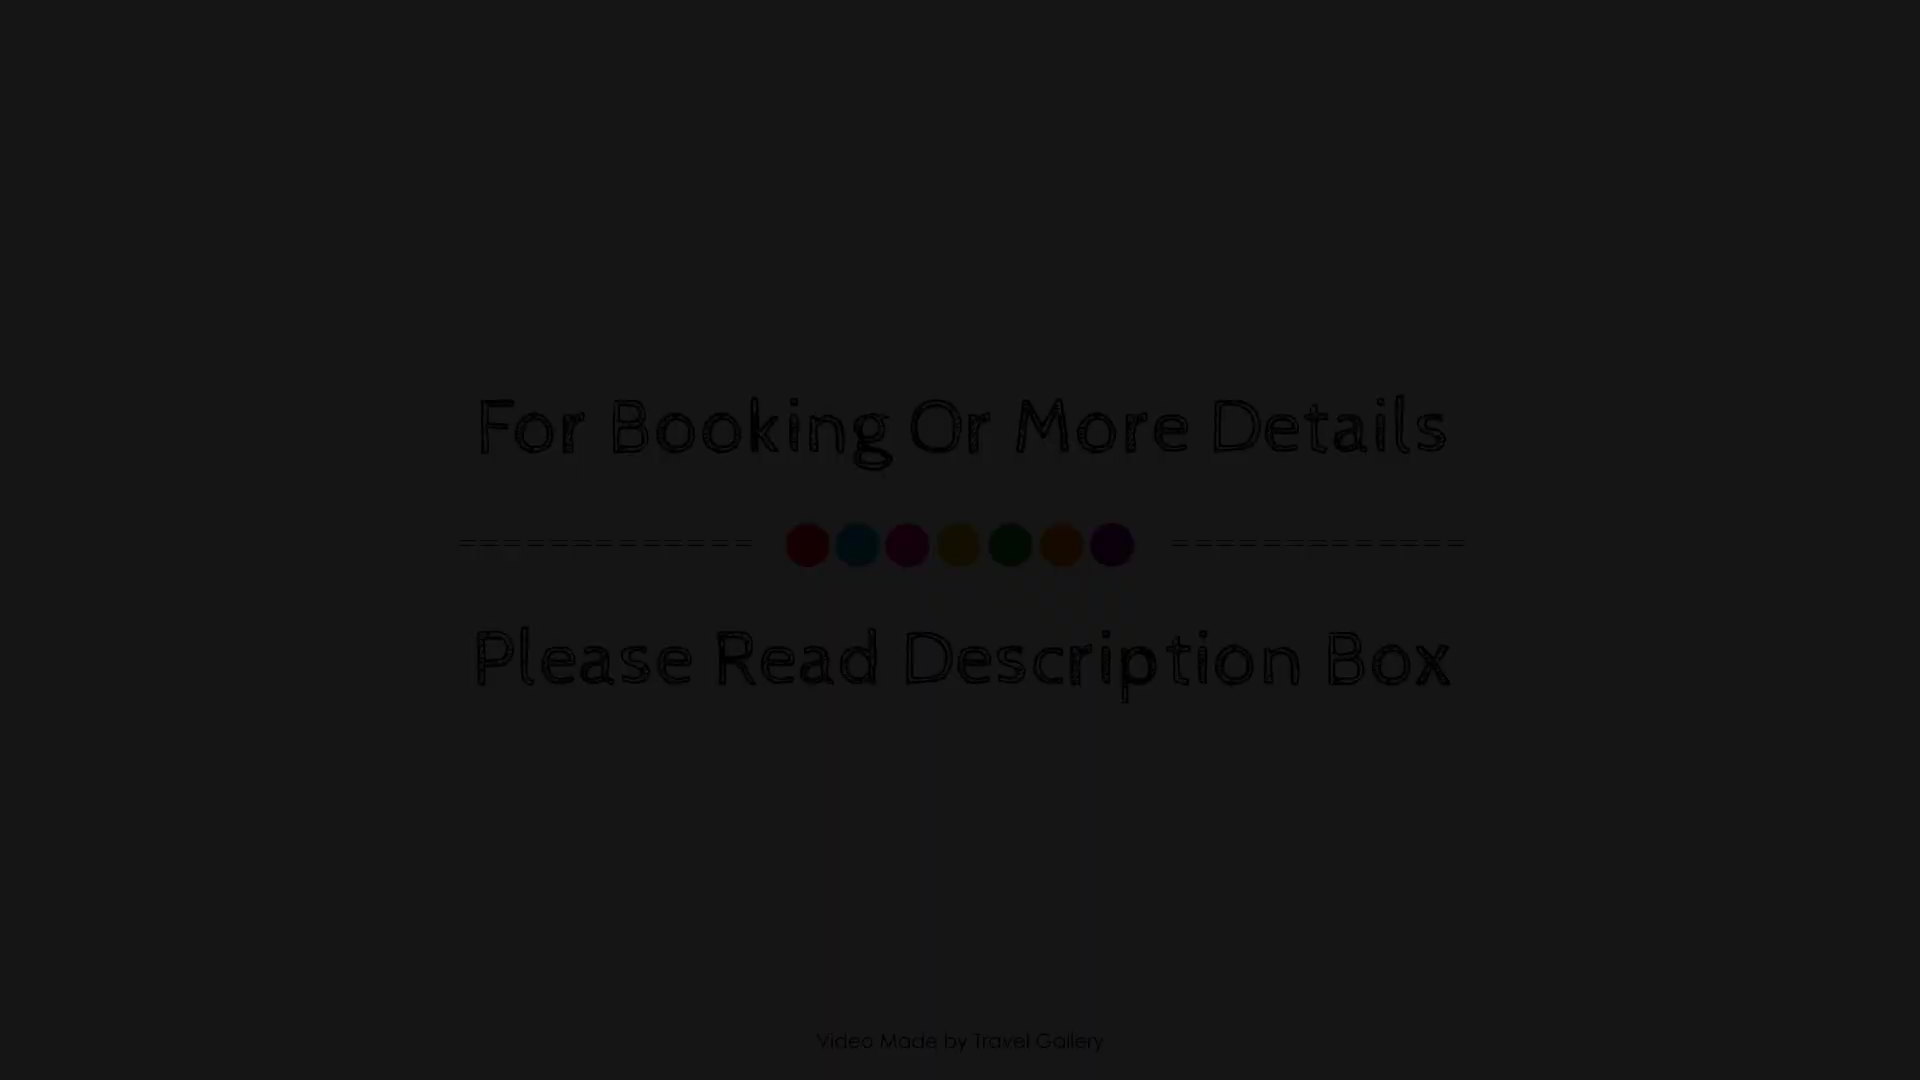 For Booking Or More Details
============= =============
Please Read Description Box
Video Made by Travel Gallery